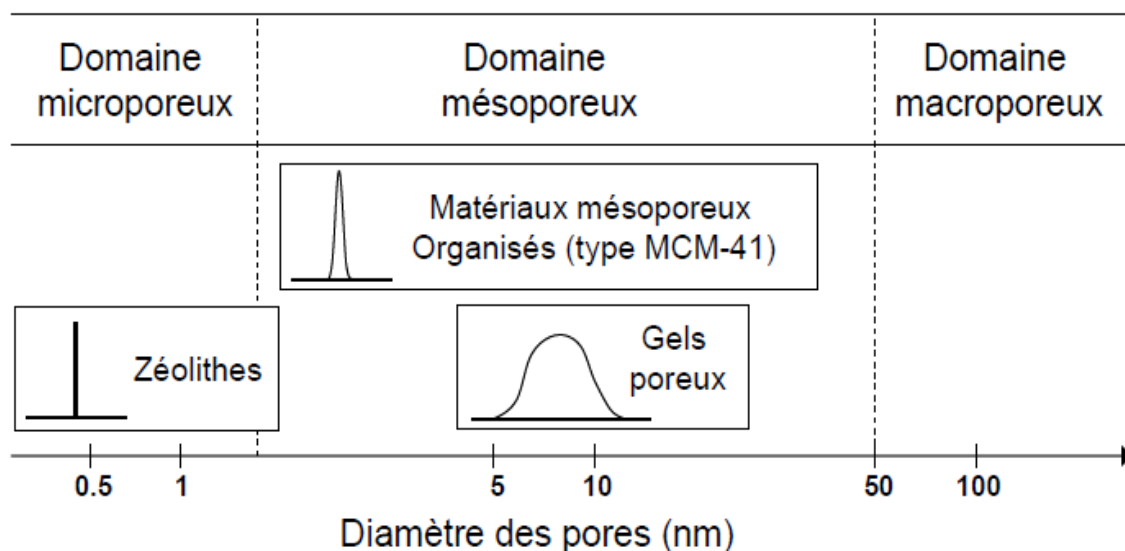 Domaine
microporeux
Domaine
mésoporeux
Domaine
macroporeux
Matériaux mésoporeux
Organisés (type MCM-41)
Zéolithes
Gels
poreux
0.5 1 5 10 50 100
Diamètre des pores (nm)